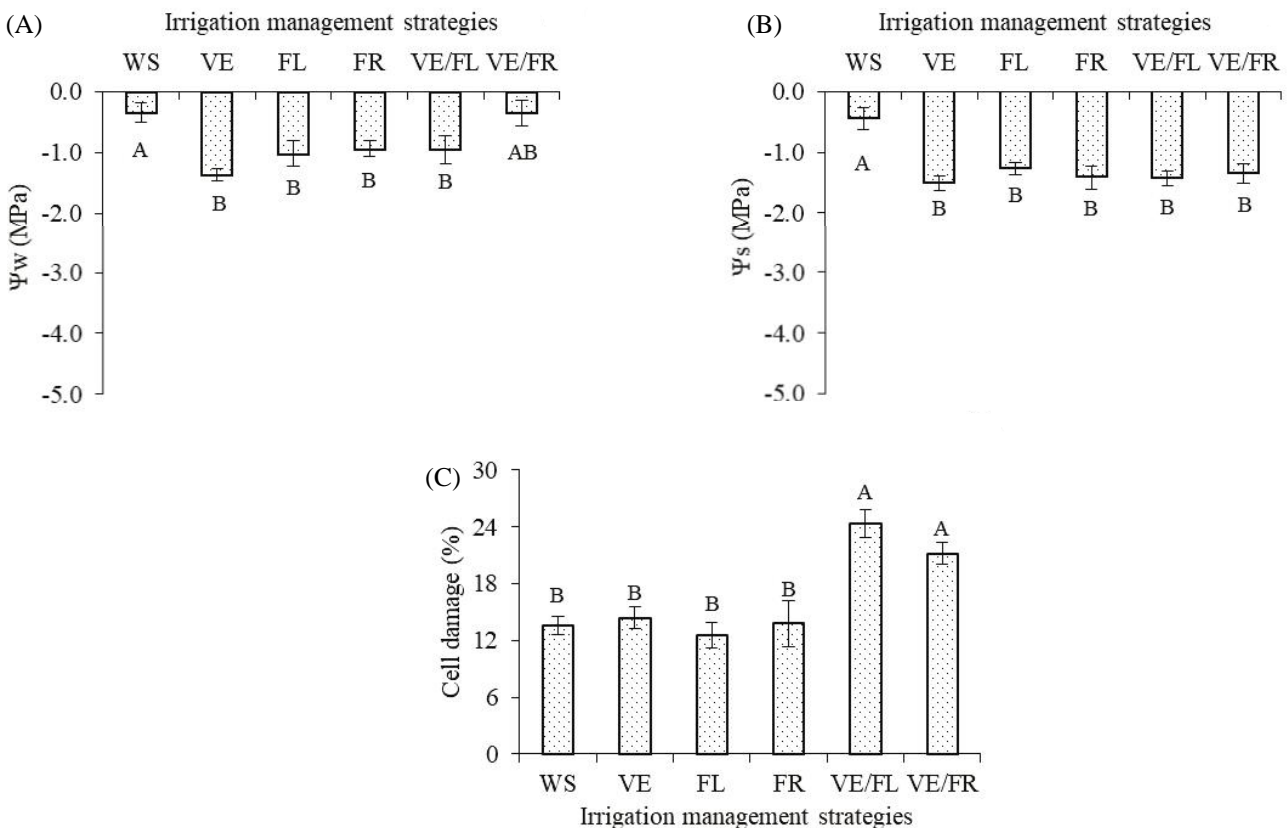 (A)
Irrigation management strategies
WS VE FL FR VE/FL VE/FR
0.0
-1.0
-2.0
-3.0
-4.0
-5.0
Ψw (MPa)
A B B B B AB
(B)
Irrigation management strategies
WS VE FL FR VE/FL VE/FR
0.0
-1.0
-2.0
-3.0
-4.0
-5.0
Ψs (MPa)
A B B B B B
(C)
30
24
18
12
6
0
Cell damage (%)
B B B B A A
WS VE FL FR VE/FL VE/FR
Irrigation management strategies